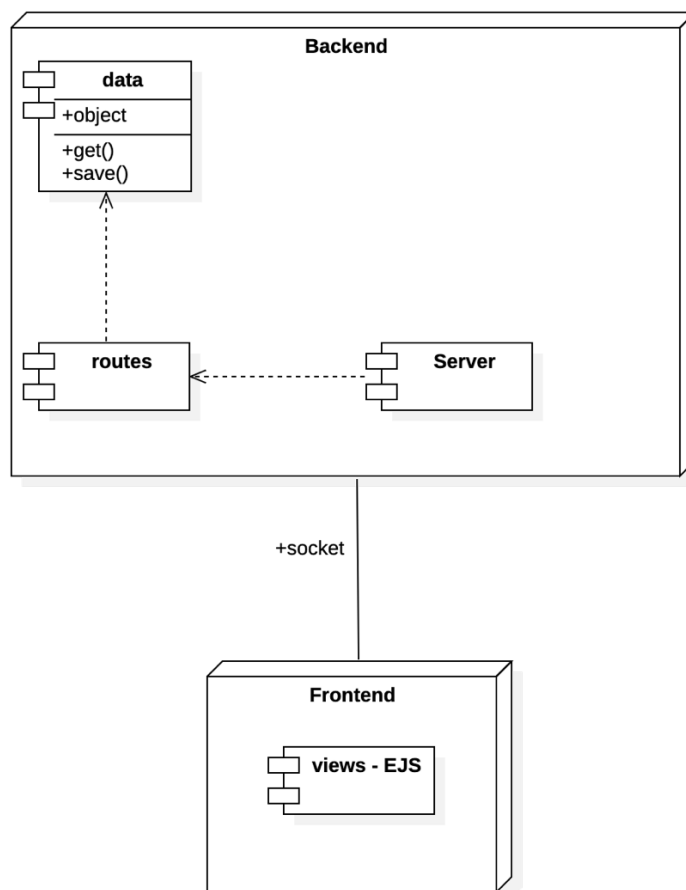 Backend
data
+object
+get()
+save()
routes
Server
+socket
Frontend
views - EJS